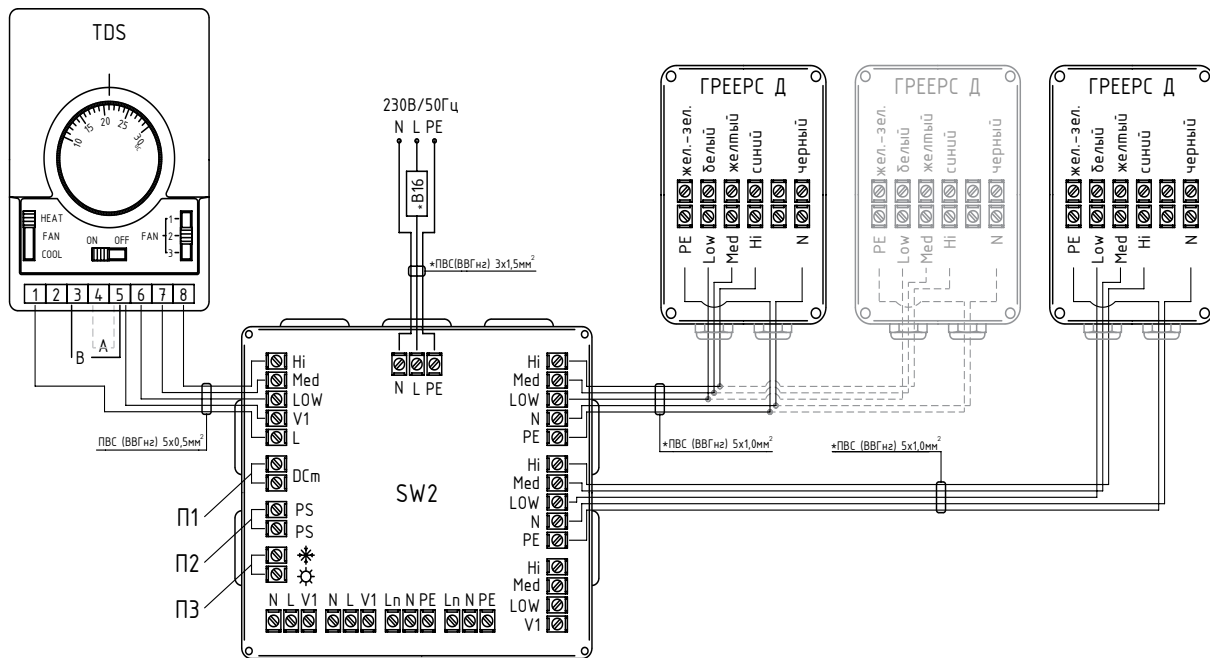 TDS
10 15 20 25 30
°C
HEAT
FAN
COOL
ON OFF
FAN
1
2
3
1 2 3 4 5 6 7 8
B
A
ПВС (ВВГнг) 5х0,5мм²
230В/50Гц
N L PE
*B16
*ПВС(ВВГнг) 3х1,5мм²
N L PE
SW2
Hi
Med
LOW
V1
L
DCm
PS
PS
П1
П2
П3
N L V1 N L V1 Ln N PE Ln N PE
Hi
Med
LOW
N
PE
Hi
Med
LOW
N
PE
Hi
Med
LOW
V1
*ПВС (ВВГнг) 5х1,0мм²
*ПВС (ВВГнг) 5х1,0мм²
ГРЕЕРС Д
жел.-зел.
белый
желтый
синий
черный
PE
Low
Med
Hi
N
ГРЕЕРС Д
жел.-зел.
белый
желтый
синий
черный
PE
Low
Med
Hi
N
ГРЕЕРС Д
жел.-зел.
белый
желтый
синий
черный
PE
Low
Med
Hi
N